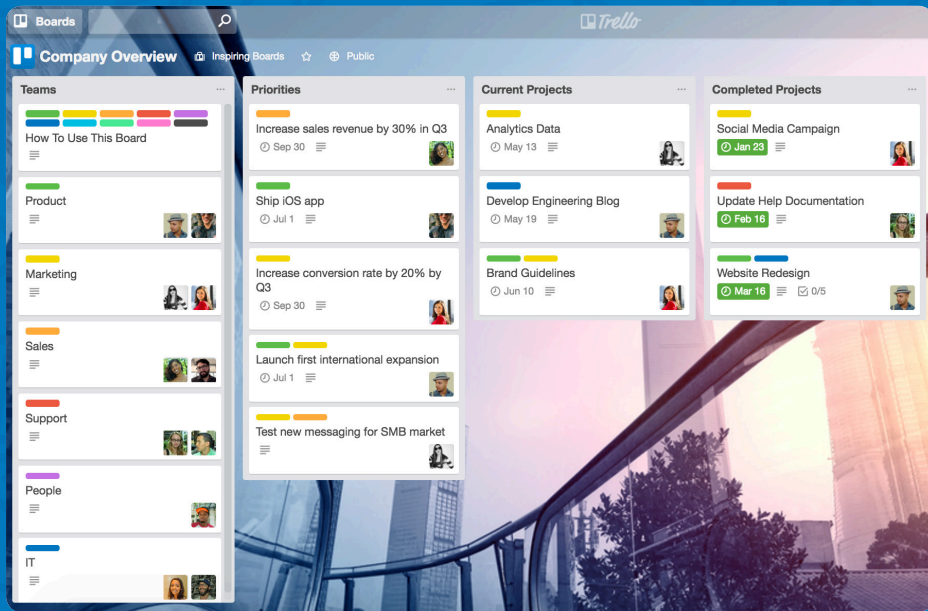 Boards
Trello
Company Overview
Inspiring Boards
Public
Teams
How To Use This Board
Product
Marketing
Sales
Support
People
IT
Priorities
Increase sales revenue by 30% in Q3
Sep 30
Ship iOS app
Jul 1
Increase conversion rate by 20% by
Q3
Sep 30
Launch first international expansion
Jul 1
Test new messaging for SMB market
Current Projects
Analytics Data
May 13
Develop Engineering Blog
May 19
Brand Guidelines
Jun 10
Completed Projects
Social Media Campaign
Jan 23
Update Help Documentation
Feb 16
Website Redesign
Mar 16 0/5